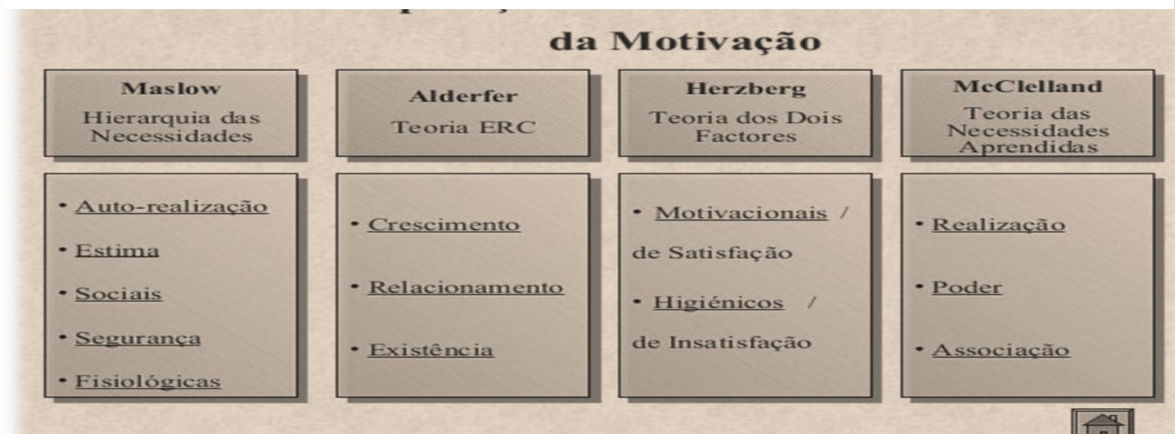 da Motivação
Maslow
Hierarquia das
Necessidades
Alderfer
Teoria ERC
Herzberg
Teoria dos Dois
Factores
McClelland
Teoria das
Necessidades
Aprendidas
• Auto-realização
• Estima
• Sociais
• Segurança
• Fisiológicas
• Crescimento
• Relacionamento
• Existência
• Motivacionais /
de Satisfação
• Higiénicos /
de Insatisfação
• Realização
• Poder
• Associação